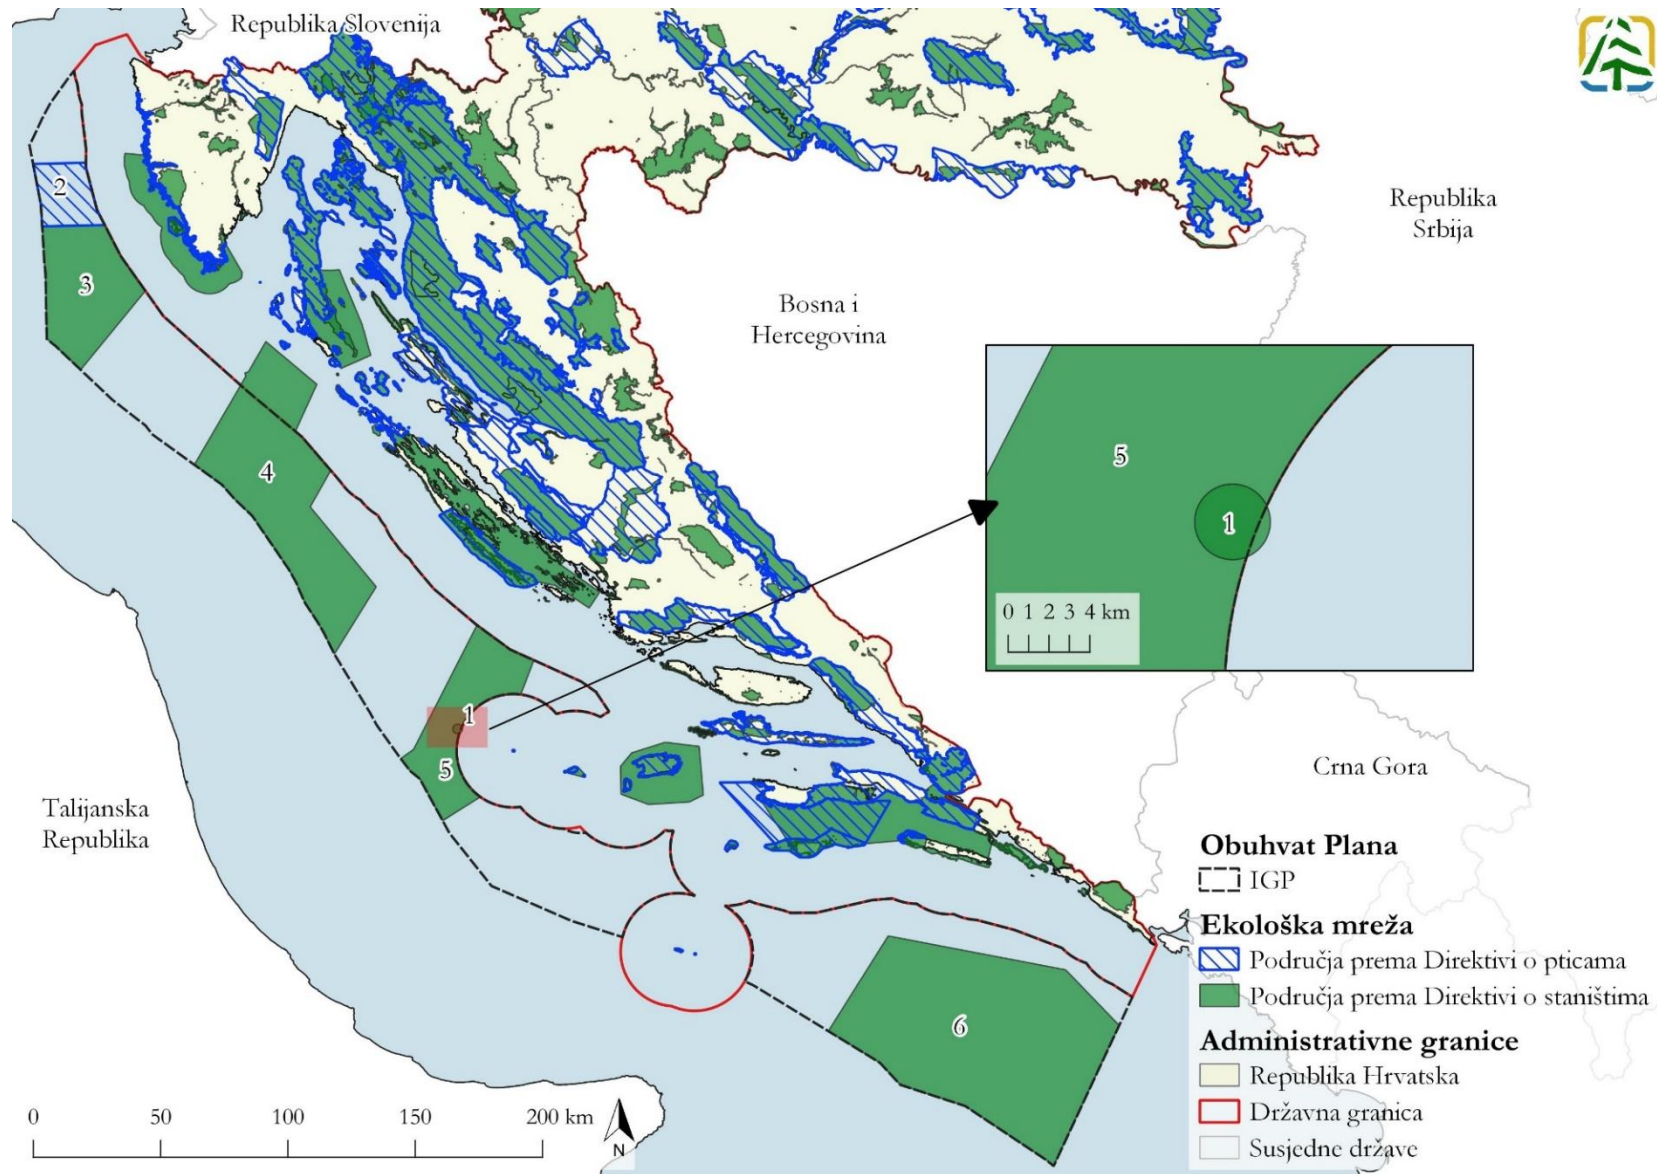 Republika Slovenija
Republika
Srbija
Bosna i
Hercegovina
Crna Gora
Talijanska
Republika
2
3
4
1
5
6
5
1
0 1 2 3 4 km
Obuhvat Plana
IGP
Ekološka mreža
Područja prema Direktivi o pticama
Područja prema Direktivi o staništima
Administrativne granice
Republika Hrvatska
Državna granica
Susjedne države
0 50 100 150 200 km
N